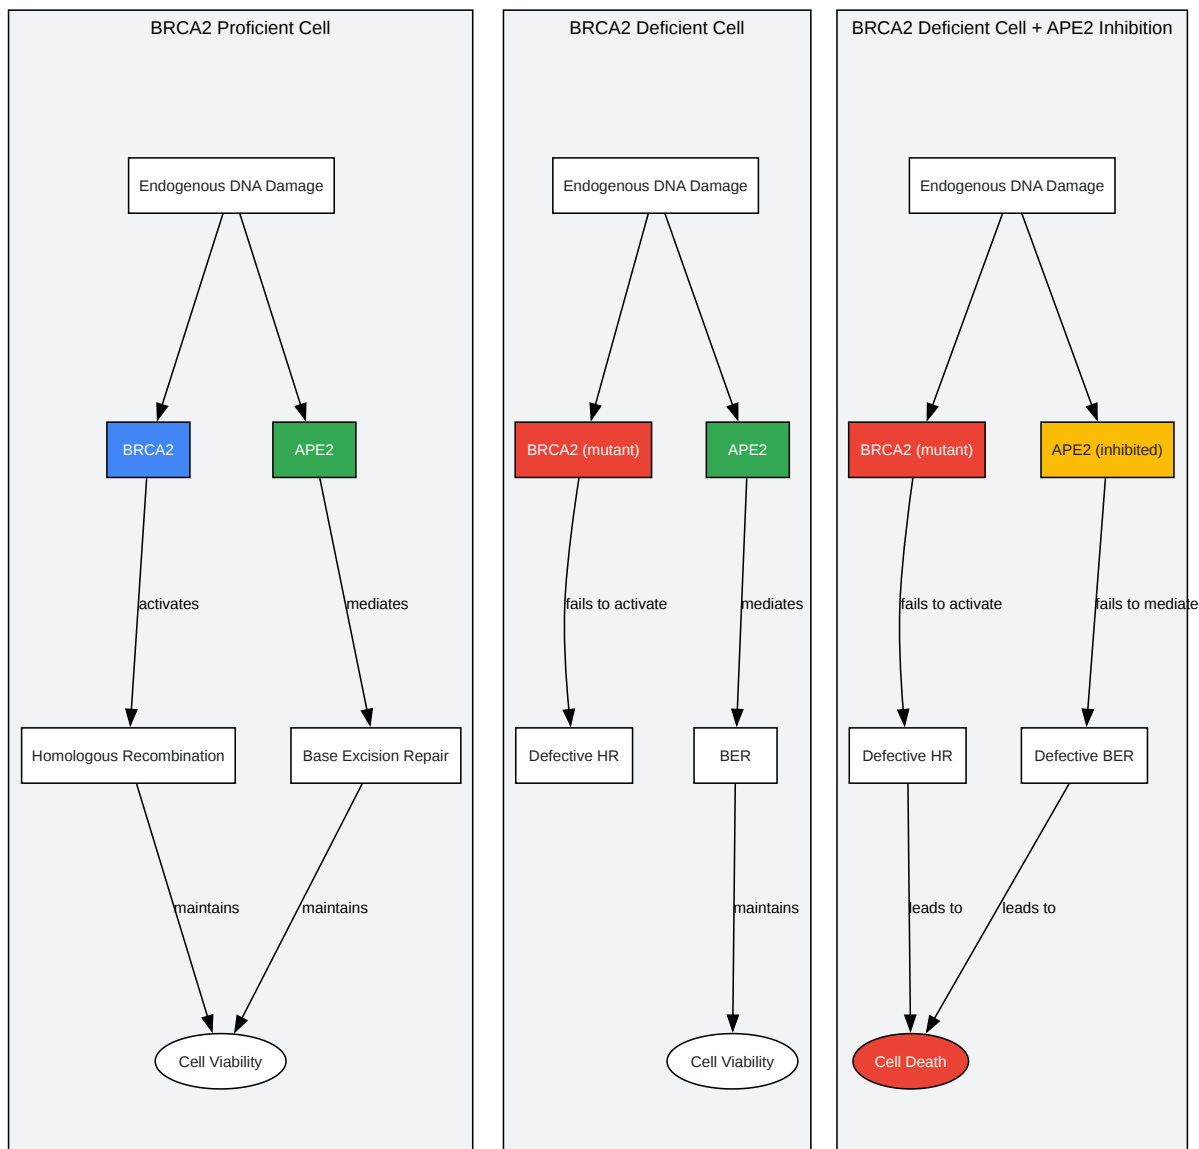 BRCA2 Proficient Cell
Endogenous DNA Damage
BRCA2
APE2
activates
mediates
Homologous Recombination
Base Excision Repair
maintains
maintains
Cell Viability
BRCA2 Deficient Cell
Endogenous DNA Damage
BRCA2 (mutant)
APE2
fails to activate
mediates
Defective HR
BER
maintains
Cell Viability
BRCA2 Deficient Cell + APE2 Inhibition
Endogenous DNA Damage
BRCA2 (mutant)
APE2 (inhibited)
fails to activate
fails to mediate
Defective HR
Defective BER
leads to
leads to
Cell Death